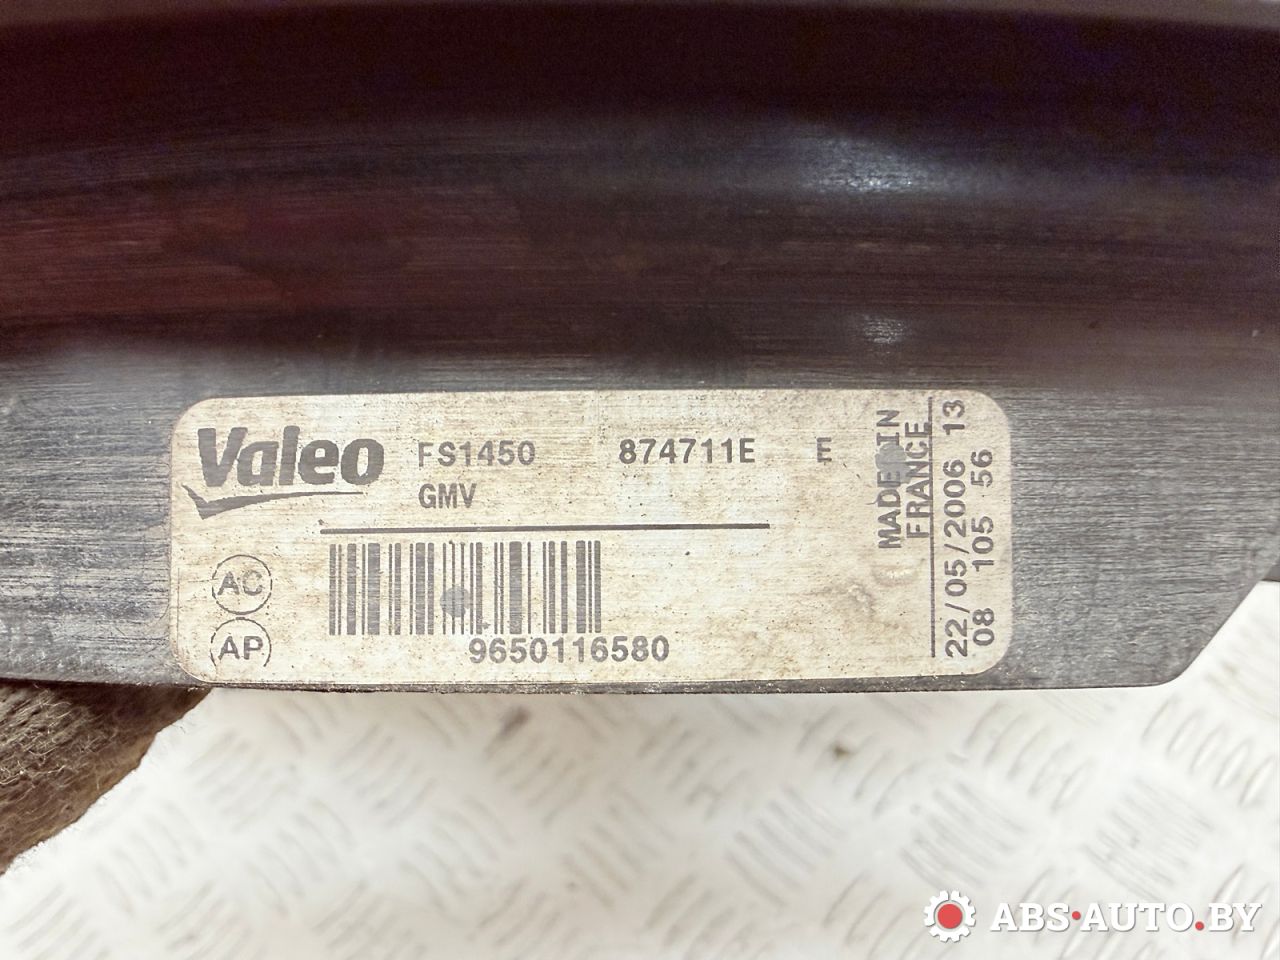 Valeo FS1450 874711E E
GMV
MADE IN
FRANCE
AC
AP
9650116580
22/05/2006 13
08 105 56
ABS-AUTO.BY